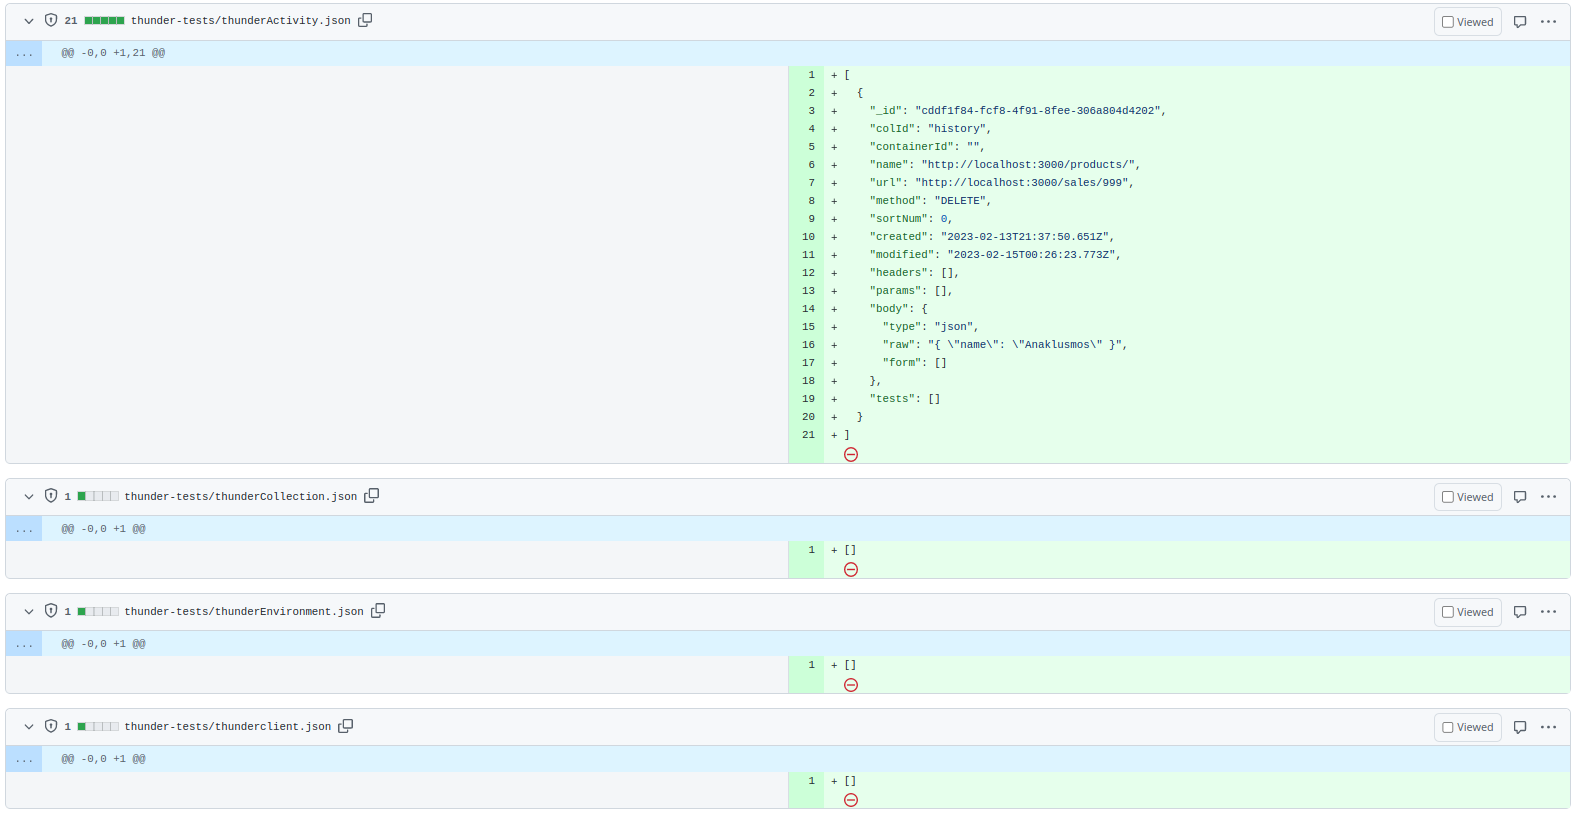 21 thunder-tests/thunderActivity.json Viewed
... @@ -0,0 +1,21 @@
1 + [
2 + {
3 + "_id": "cddf1f84-fcf8-4f91-8fee-306a804d4202",
4 + "colId": "history",
5 + "containerId": "",
6 + "name": "http://localhost:3000/products/",
7 + "url": "http://localhost:3000/sales/999",
8 + "method": "DELETE",
9 + "sortNum": 0,
10 + "created": "2023-02-13T21:37:50.651Z",
11 + "modified": "2023-02-15T00:26:23.773Z",
12 + "headers": [],
13 + "params": [],
14 + "body": {
15 + "type": "json",
16 + "raw": "{ \"name\": \"Anaklusmos\" }",
17 + "form": []
18 + },
19 + "tests": []
20 + }
21 + ]
1 thunder-tests/thunderCollection.json Viewed
... @@ -0,0 +1 @@
1 + []
1 thunder-tests/thunderEnvironment.json Viewed
... @@ -0,0 +1 @@
1 + []
1 thunder-tests/thunderclient.json Viewed
... @@ -0,0 +1 @@
1 + []